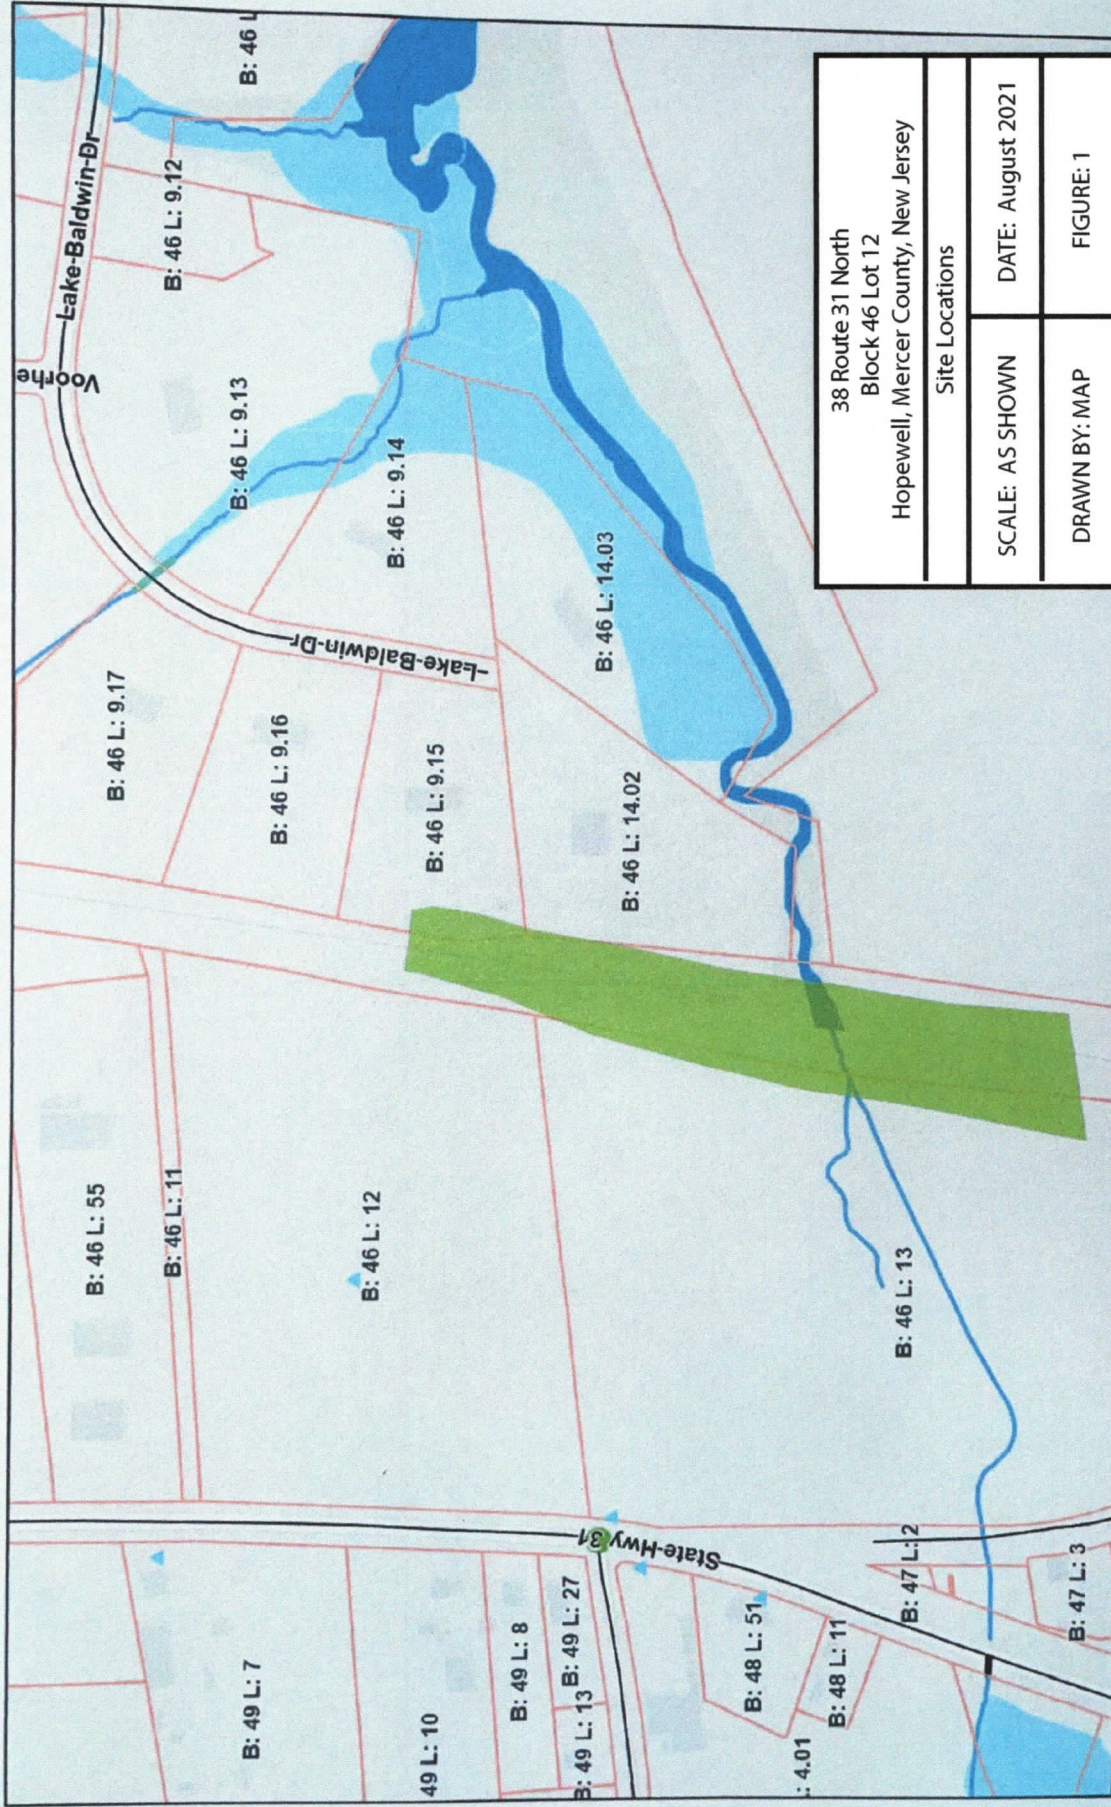 Lake-Baldwin-Dr
Voorhe
B: 46 L
B: 46 L: 9.12
B: 46 L: 9.13
B: 46 L: 9.14
Lake-Baldwin-Dr
B: 46 L: 9.17
B: 46 L: 9.16
B: 46 L: 9.15
B: 46 L: 14.03
B: 46 L: 14.02
B: 46 L: 55
B: 46 L: 11
B: 46 L: 12
B: 46 L: 13
State-Hwy 31
B: 49 L: 7
49 L: 10
B: 49 L: 8
B: 49 L: 27
B: 49 L: 13
B: 48 L: 51
B: 48 L: 11
: 4.01
B: 47 L: 2
B: 47 L: 3
38 Route 31 North
Block 46 Lot 12
Hopewell, Mercer County, New Jersey
Site Locations
SCALE: AS SHOWN
DATE: August 2021
DRAWN BY: MAP
FIGURE: 1